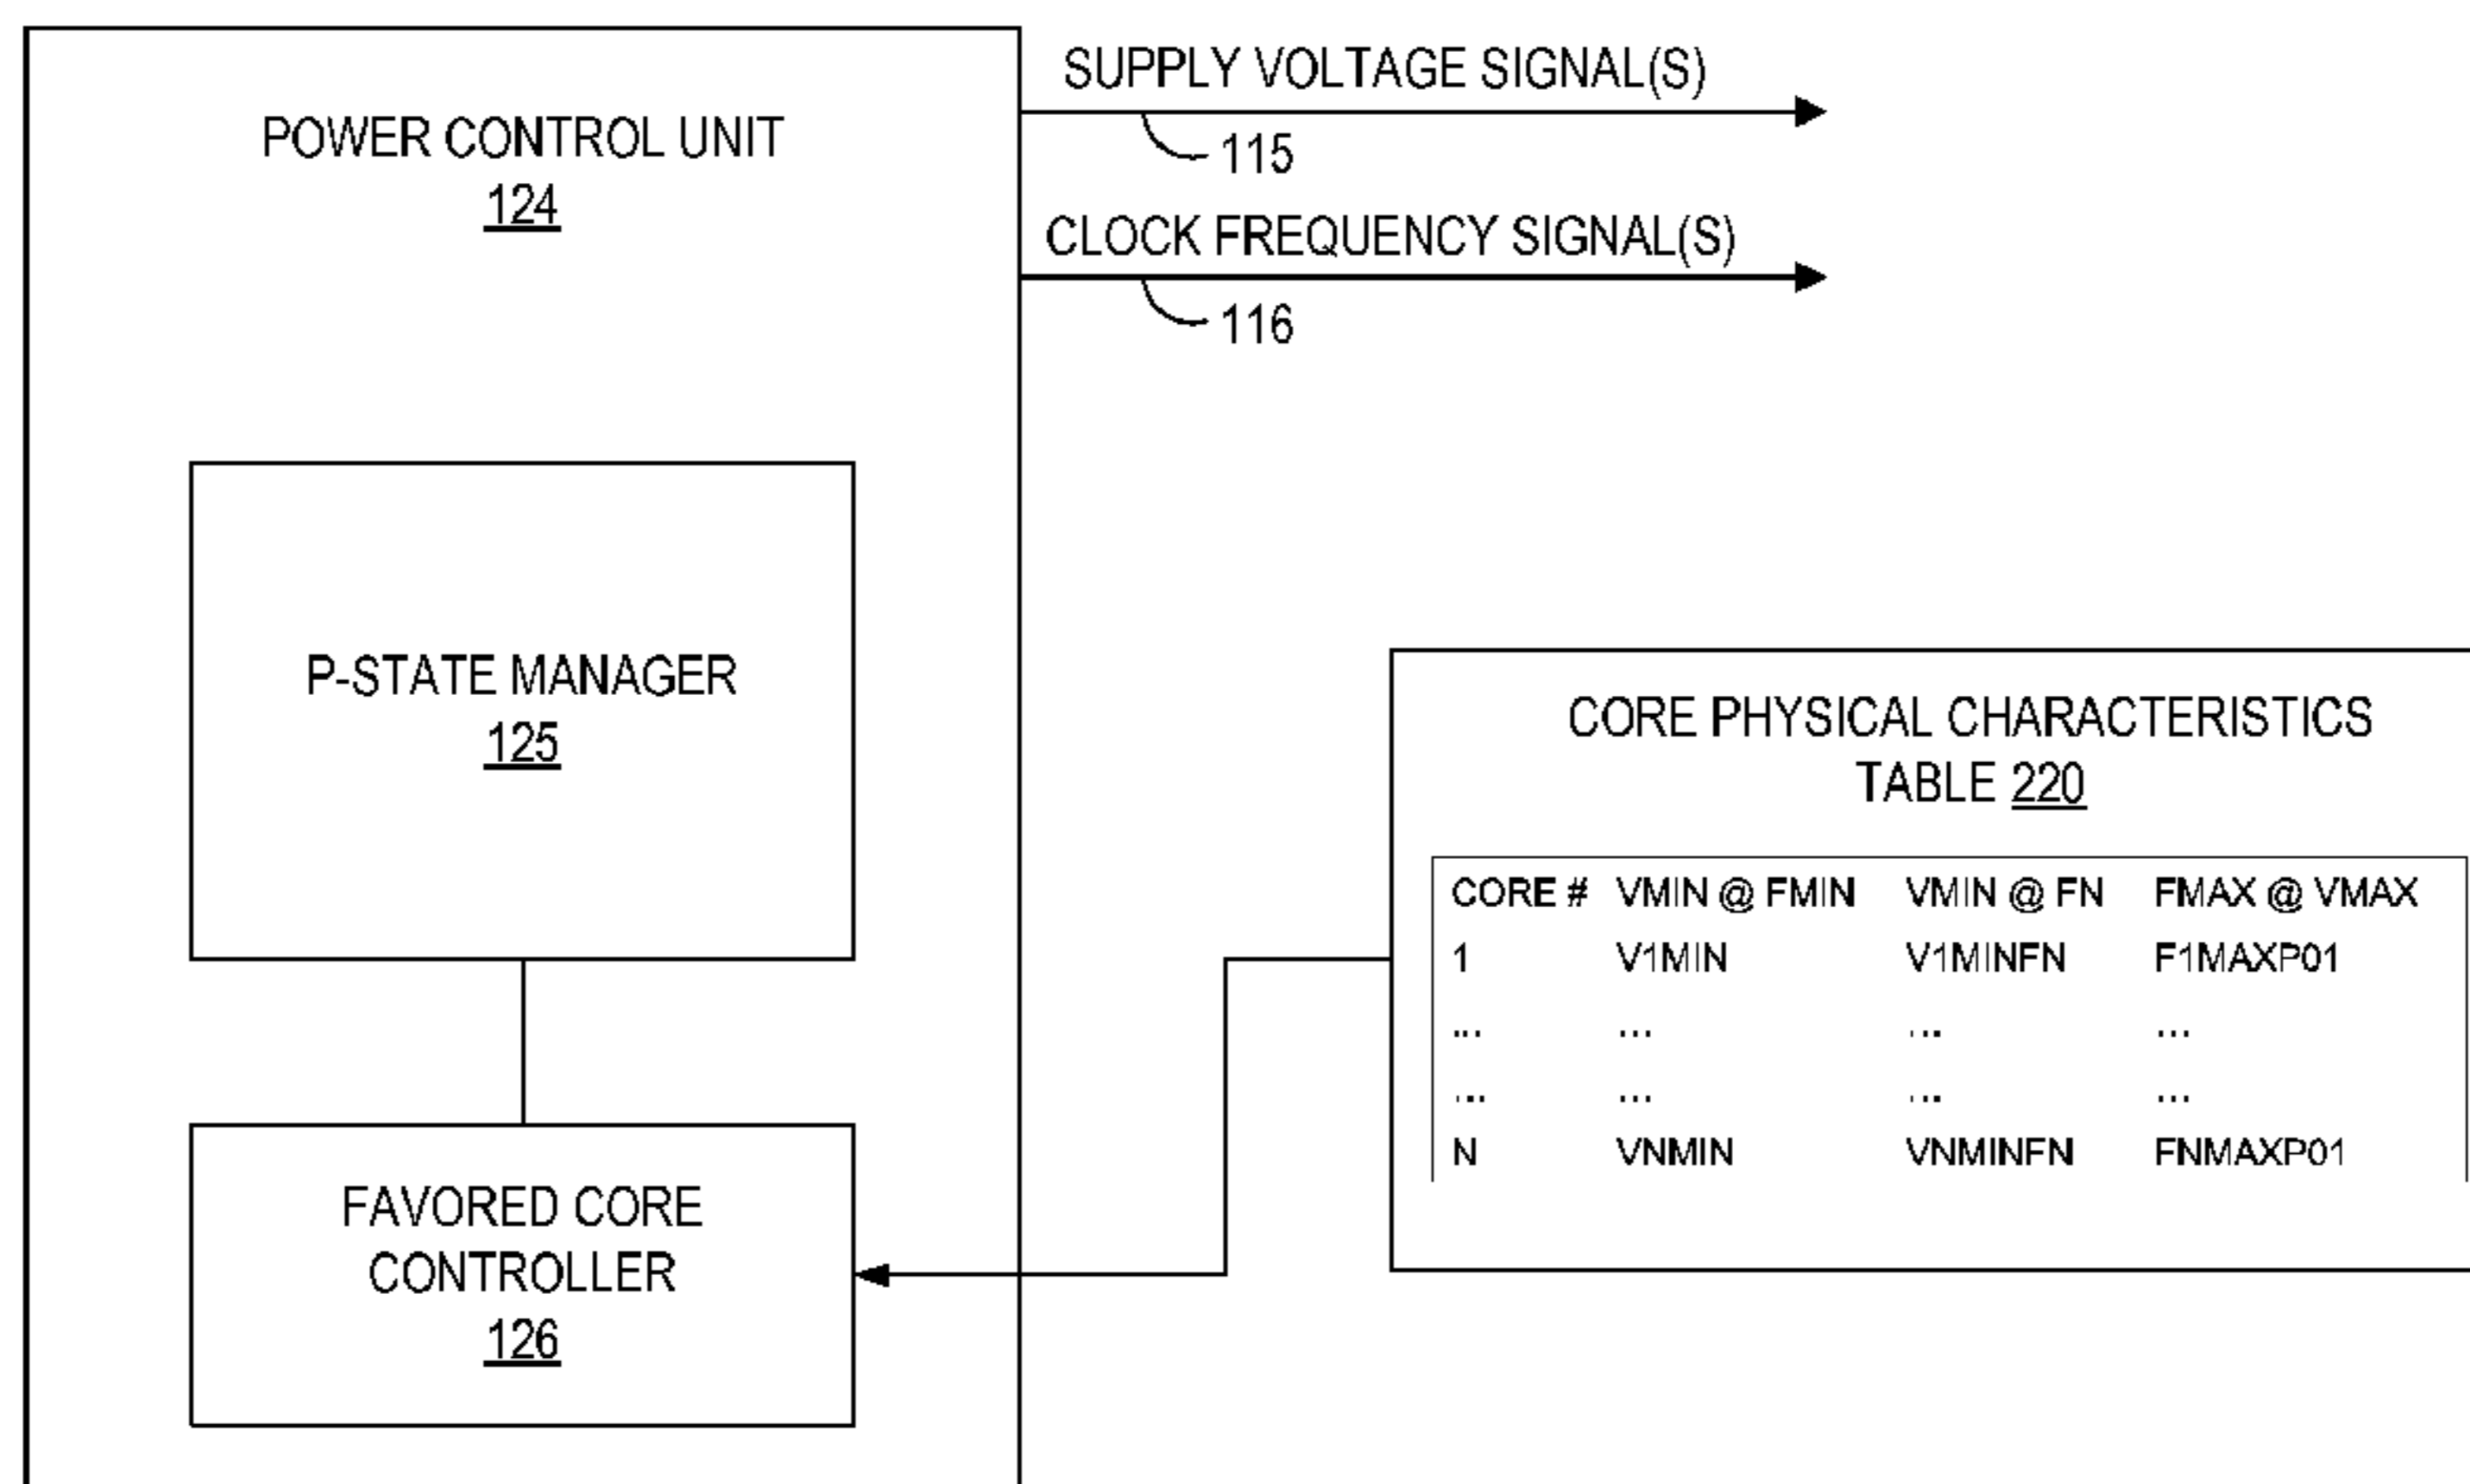 POWER CONTROL UNIT
124
SUPPLY VOLTAGE SIGNAL(S)
115
CLOCK FREQUENCY SIGNAL(S)
116
P-STATE MANAGER
125
FAVORED CORE
CONTROLLER
126
CORE PHYSICAL CHARACTERISTICS
TABLE 220
CORE # VMIN @ FMIN VMIN @ FN FMAX @ VMAX
1 V1MIN V1MINFN F1MAXP01
... ... ... ...
... ... ... ...
N VNMIN VNMINFN FNMAXP01